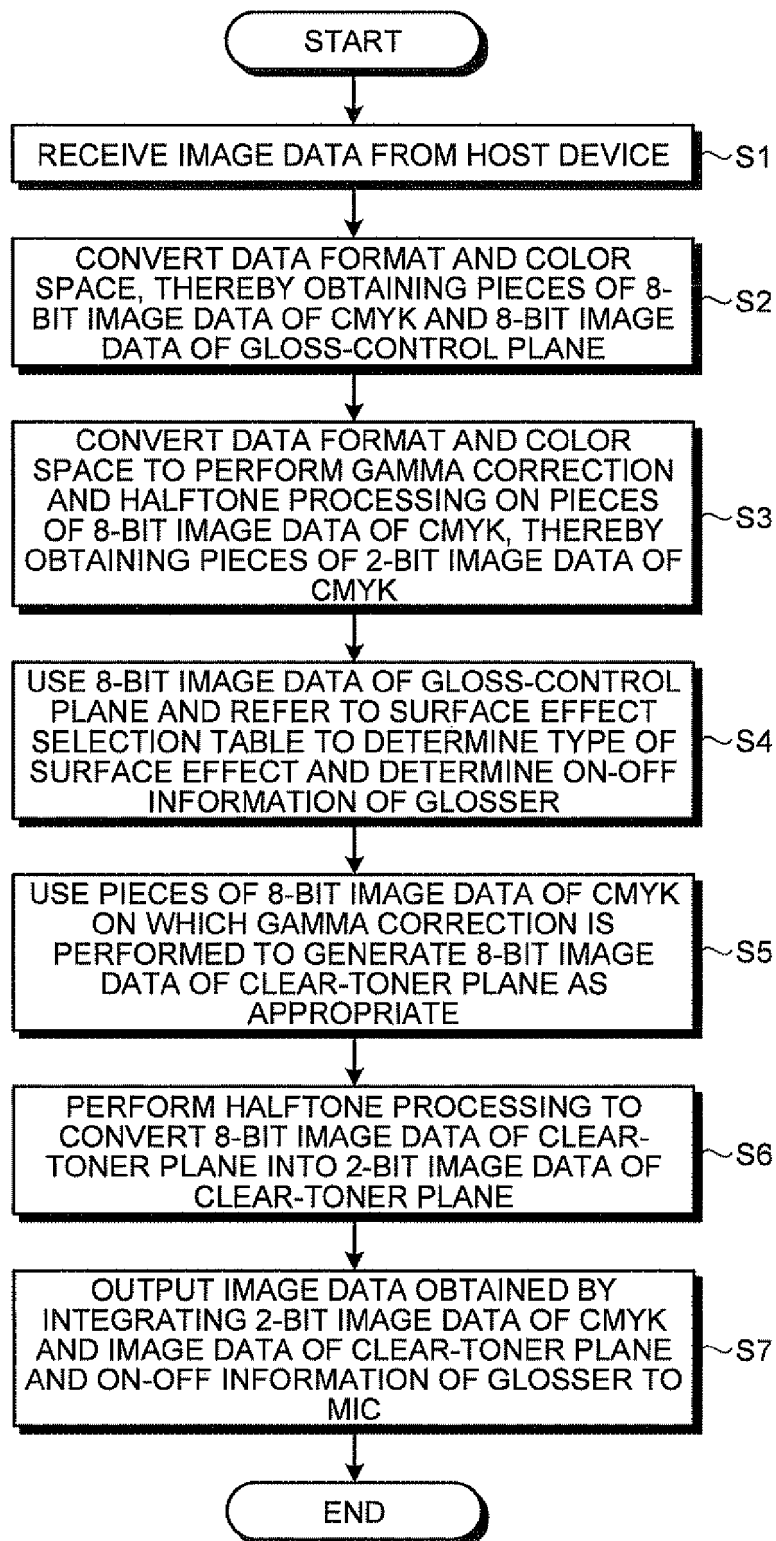 START
RECEIVE IMAGE DATA FROM HOST DEVICE
~S1
CONVERT DATA FORMAT AND COLOR
SPACE, THEREBY OBTAINING PIECES OF 8-
BIT IMAGE DATA OF CMYK AND 8-BIT IMAGE
DATA OF GLOSS-CONTROL PLANE
~S2
CONVERT DATA FORMAT AND COLOR
SPACE TO PERFORM GAMMA CORRECTION
AND HALFTONE PROCESSING ON PIECES
OF 8-BIT IMAGE DATA OF CMYK, THEREBY
OBTAINING PIECES OF 2-BIT IMAGE DATA OF
CMYK
~S3
USE 8-BIT IMAGE DATA OF GLOSS-CONTROL
PLANE AND REFER TO SURFACE EFFECT
SELECTION TABLE TO DETERMINE TYPE OF
SURFACE EFFECT AND DETERMINE ON-OFF
INFORMATION OF GLOSSER
~S4
USE PIECES OF 8-BIT IMAGE DATA OF CMYK
ON WHICH GAMMA CORRECTION IS
PERFORMED TO GENERATE 8-BIT IMAGE
DATA OF CLEAR-TONER PLANE AS
APPROPRIATE
~S5
PERFORM HALFTONE PROCESSING TO
CONVERT 8-BIT IMAGE DATA OF CLEAR-
TONER PLANE INTO 2-BIT IMAGE DATA OF
CLEAR-TONER PLANE
~S6
OUTPUT IMAGE DATA OBTAINED BY
INTEGRATING 2-BIT IMAGE DATA OF CMYK
AND IMAGE DATA OF CLEAR-TONER PLANE
AND ON-OFF INFORMATION OF GLOSSER TO
MIC
~S7
END